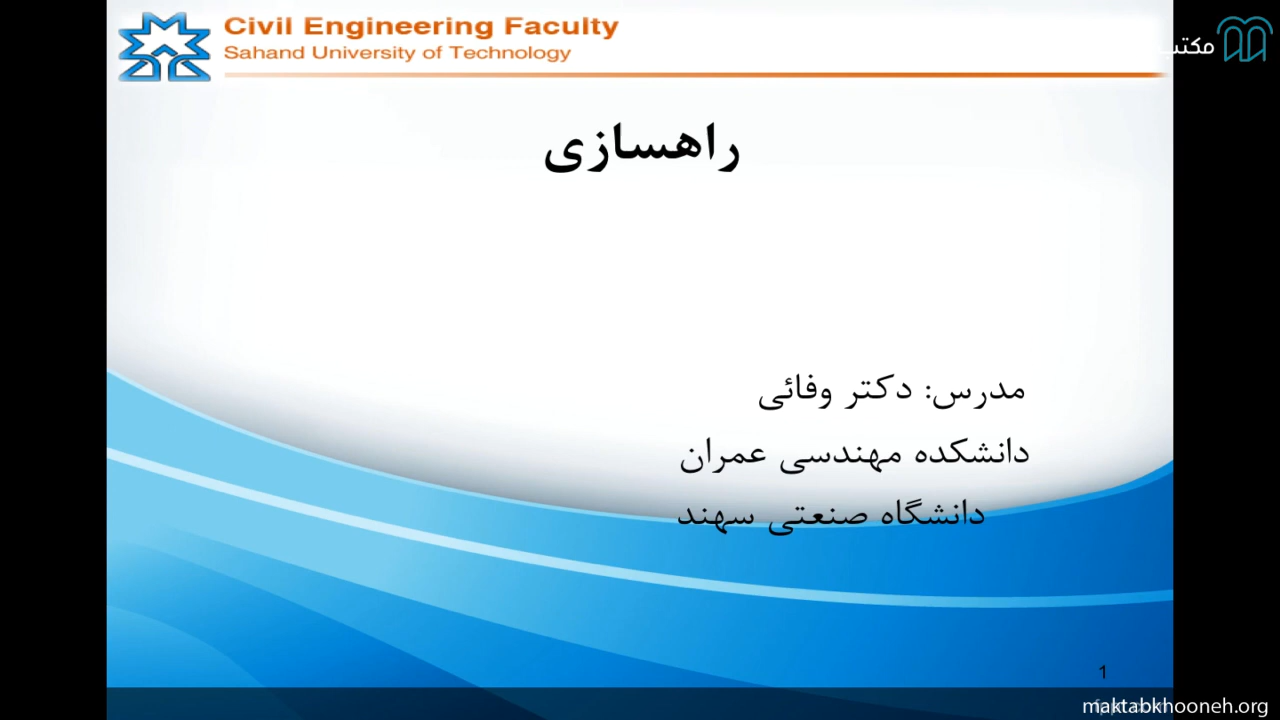 Civil Engineering Faculty
Sahand University of Technology
راهسازی
مدرس: دکتر وفائی
دانشکده مهندسی عمران
دانشگاه صنعتی سهند
1
maktabkhooneh.org